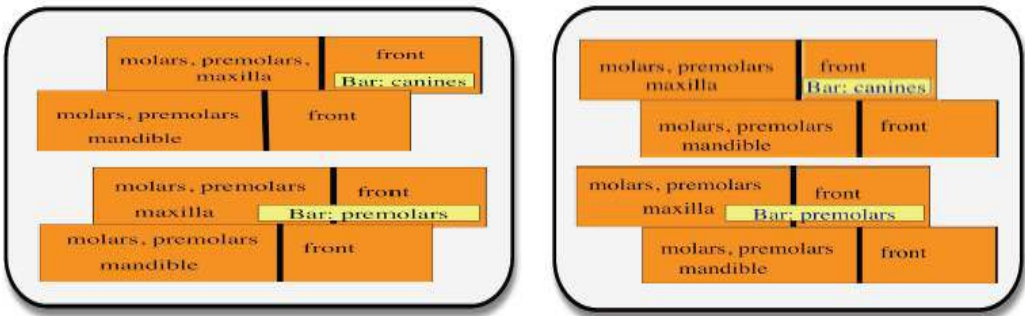 molars, premolars, front
maxilla
Bar: canines
molars, premolars front
mandible
molars, premolars front
maxilla
Bar: premolars
molars, premolars front
mandible
molars, premolars front
maxilla
Bar: canines
molars, premolars front
mandible
molars, premolars front
maxilla
Bar: premolars
molars, premolars front
mandible